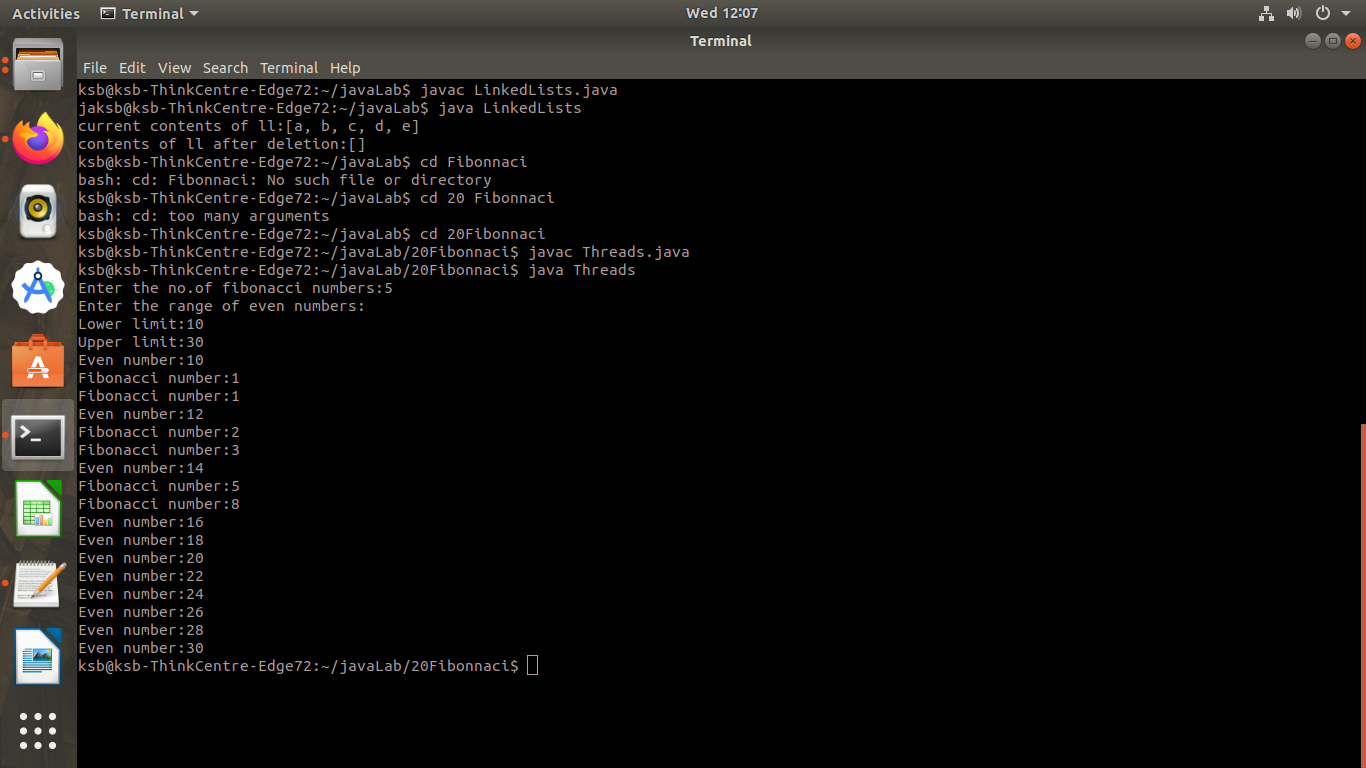 Activities Terminal Wed 12:07
Terminal
File Edit View Search Terminal Help
ksb@ksb-ThinkCentre-Edge72:~/javaLab$ javac LinkedLists.java
jaksb@ksb-ThinkCentre-Edge72:~/javaLab$ java LinkedLists
current contents of ll:[a, b, c, d, e]
contents of ll after deletion:[]
ksb@ksb-ThinkCentre-Edge72:~/javaLab$ cd Fibonnaci
bash: cd: Fibonnaci: No such file or directory
ksb@ksb-ThinkCentre-Edge72:~/javaLab$ cd 20 Fibonnaci
bash: cd: too many arguments
ksb@ksb-ThinkCentre-Edge72:~/javaLab$ cd 20Fibonnaci
ksb@ksb-ThinkCentre-Edge72:~/javaLab/20Fibonnaci$ javac Threads.java
ksb@ksb-ThinkCentre-Edge72:~/javaLab/20Fibonnaci$ java Threads
Enter the no.of fibonacci numbers:5
Enter the range of even numbers:
Lower limit:10
Upper limit:30
Even number:10
Fibonacci number:1
Fibonacci number:1
Even number:12
Fibonacci number:2
Fibonacci number:3
Even number:14
Fibonacci number:5
Fibonacci number:8
Even number:16
Even number:18
Even number:20
Even number:22
Even number:24
Even number:26
Even number:28
Even number:30
ksb@ksb-ThinkCentre-Edge72:~/javaLab/20Fibonnaci$